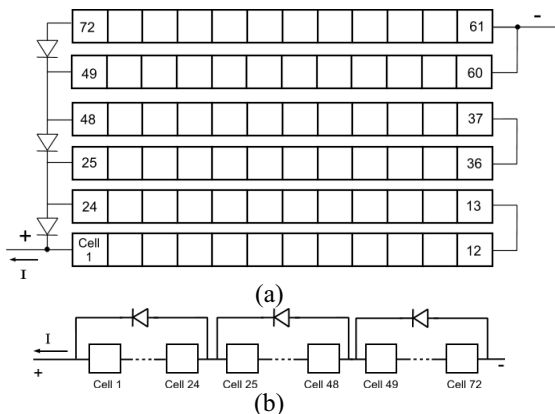 72 61 -
49 60
48 37
25 36
24 13
+ Cell 1 12
I
(a)
I
+ -
Cell 1 Cell 24 Cell 25 Cell 48 Cell 49 Cell 72
(b)